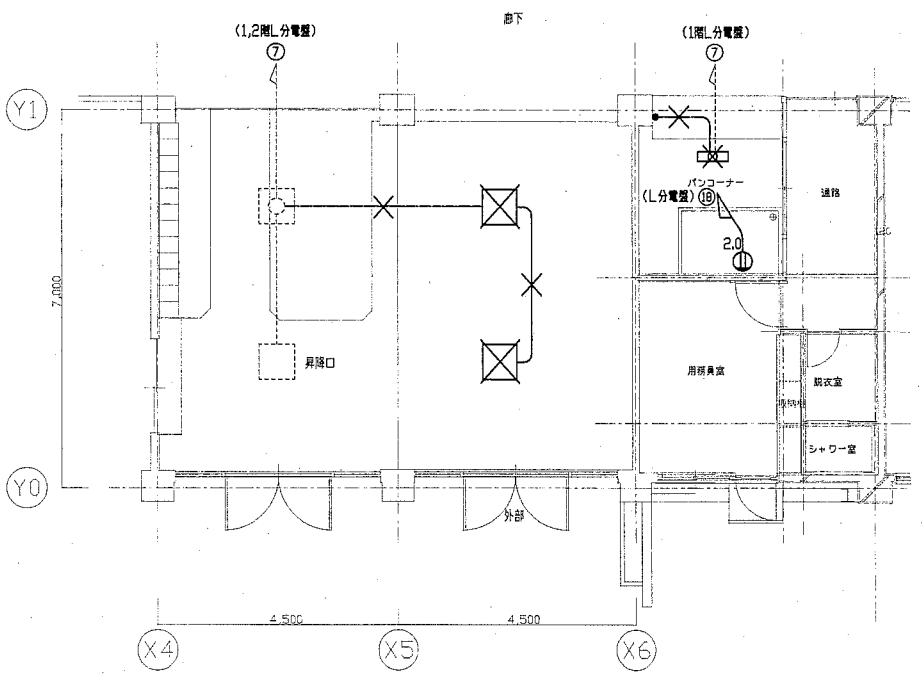 廊下
(1,2階L分電盤)
(1階L分電盤)
⑦
⑦
Y1
パンコーナー
(L分電盤) ⑱
通路
2.0
7,000
昇降口
用務員室
脱衣室
シャワー室
Y0
外部
4,500
4,500
X4
X5
X6